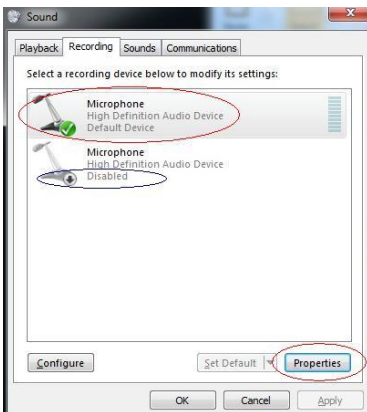 Sound
Playback Recording Sounds Communications
Select a recording device below to modify its settings:
Microphone
High Definition Audio Device
Default Device
Microphone
High Definition Audio Device
Disabled
Configure Set Default Properties
OK Cancel Apply